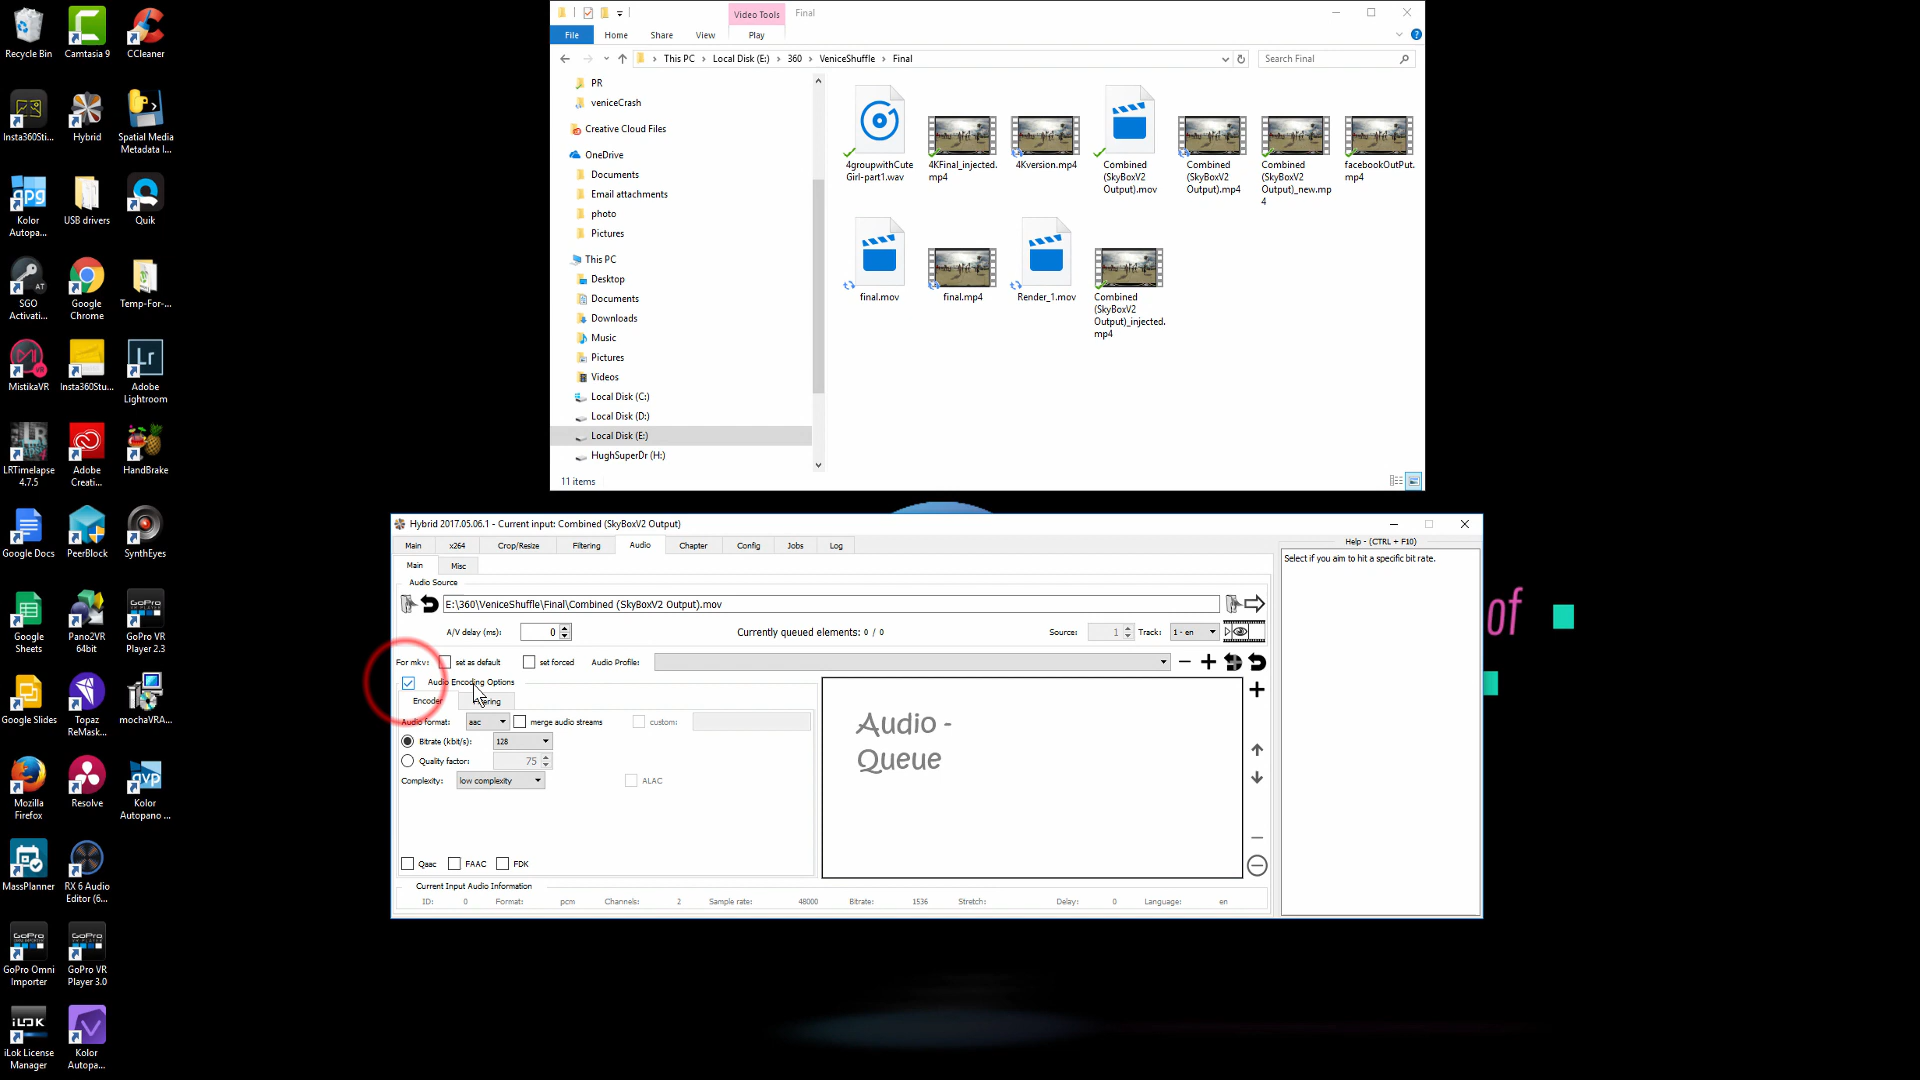 Recycle Bin
Camtasia 9
CCleaner
Insta360Sti...
Hybrid
Spatial Media
Metadata I...
Kolor
Autopa...
USB drivers
Quik
SGO
Activati...
Google
Chrome
Temp-For-...
MistikaVR
Insta360Stu...
Adobe
Lightroom
LRTimelapse
4.7.5
Adobe
Creati...
HandBrake
Google Docs
PeerBlock
SynthEyes
Google
Sheets
Pano2VR
64bit
GoPro VR
Player 2.3
Google Slides
Topaz
ReMask...
mochaVRA...
Mozilla
Firefox
Resolve
Kolor
Autopano ...
MassPlanner
RX 6 Audio
Editor (6...
GoPro Omni
Importer
GoPro VR
Player 3.0
iLok License
Manager
Kolor
Autopa...
Video Tools
Final
File
Home
Share
View
Play
This PC > Local Disk (E:) > 360 > VeniceShuffle > Final
Search Final
PR
veniceCrash
Creative Cloud Files
OneDrive
Documents
Email attachments
photo
Pictures
This PC
Desktop
Documents
Downloads
Music
Pictures
Videos
Local Disk (C:)
Local Disk (D:)
Local Disk (E:)
HughSuperDr (H:)
4groupwithCute
Girl-part1.wav
4KFinal_injected.
mp4
4Kversion.mp4
Combined
(SkyBoxV2
Output).mov
Combined
(SkyBoxV2
Output).mp4
Combined
(SkyBoxV2
Output)_new.mp
4
facebookOutPut.
mp4
final.mov
final.mp4
Render_1.mov
Combined
(SkyBoxV2
Output)_injected.
mp4
11 items
Hybrid 2017.05.06.1 - Current input: Combined (SkyBoxV2 Output)
Main
x264
Crop/Resize
Filtering
Audio
Chapter
Config
Jobs
Log
Help - (CTRL + F10)
Select if you aim to hit a specific bit rate.
Main
Misc
Audio Source
E:\360\VeniceShuffle\Final\Combined (SkyBoxV2 Output).mov
A/V delay (ms):
0
Currently queued elements: 0 / 0
Source:
1
Track:
1 - en
For mkv:
set as default
set forced
Audio Profile:
Audio Encoding Options
Encoder
Audio format:
aac
merge audio streams
custom:
Bitrate (kbit/s):
128
Quality factor:
75
Complexity:
low complexity
ALAC
Qaac
FAAC
FDK
Audio -
Queue
Current Input Audio Information
ID:
0
Format:
pcm
Channels:
2
Sample rate:
48000
Bitrate:
1536
Stretch:
Delay:
0
Language:
en
of